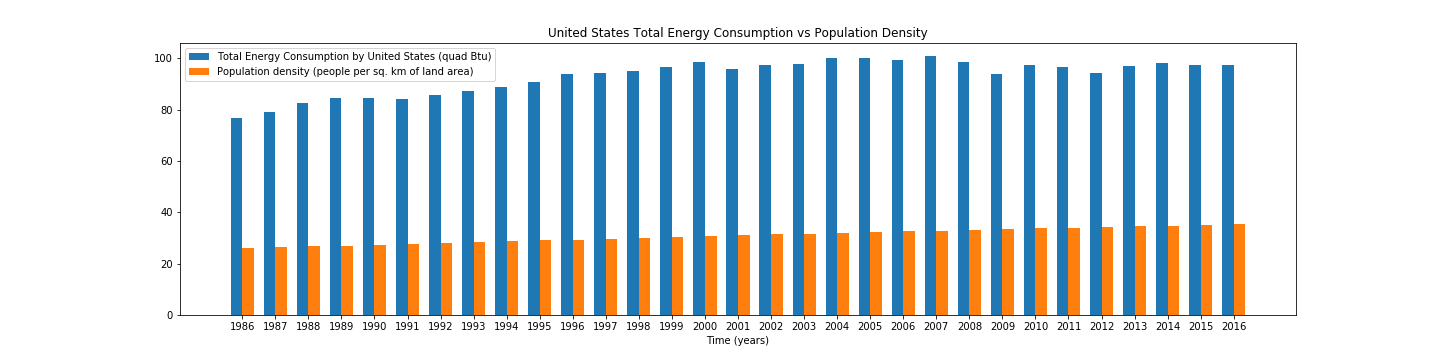 United States Total Energy Consumption vs Population Density
Total Energy Consumption by United States (quad Btu)
Population density (people per sq. km of land area)
100
80
60
40
20
0
1986 1987 1988 1989 1990 1991 1992 1993 1994 1995 1996 1997 1998 1999 2000 2001 2002 2003 2004 2005 2006 2007 2008 2009 2010 2011 2012 2013 2014 2015 2016
Time (years)